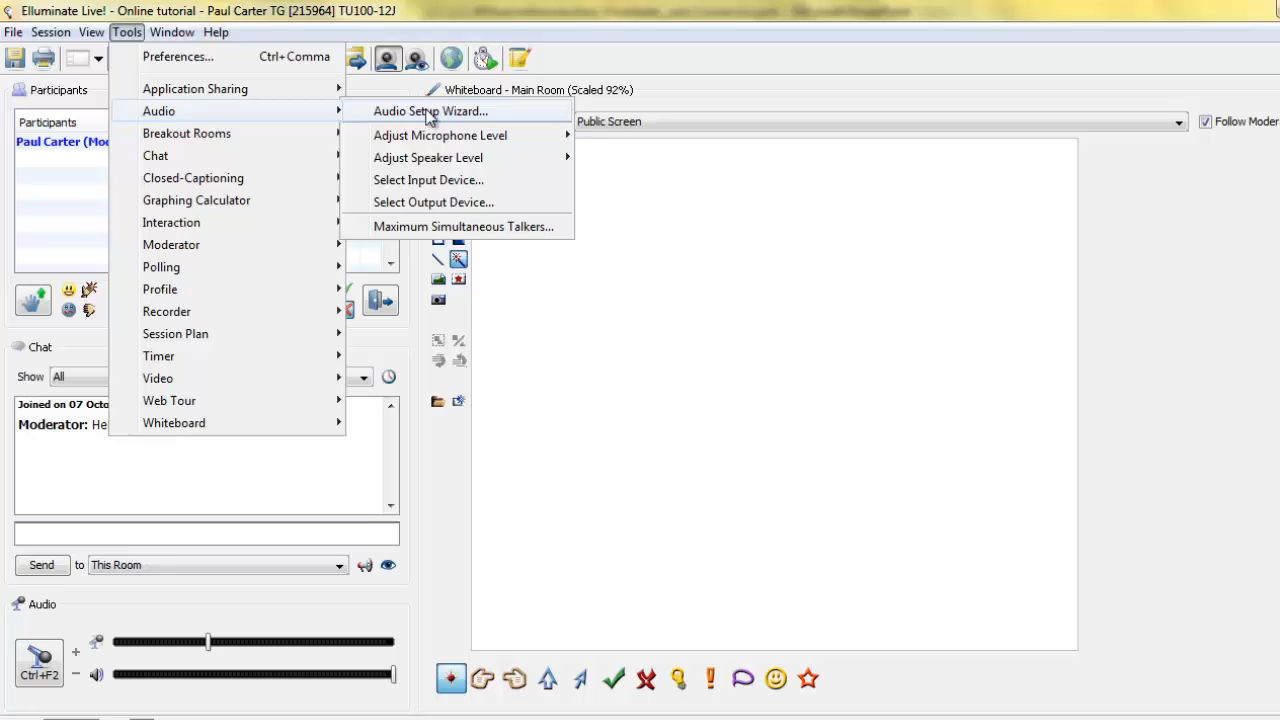 Elluminate Live! - Online tutorial - Paul Carter TG [215964] TU100-12J
File Session View Tools Window Help
Preferences... Ctrl+Comma
Application Sharing
Audio
Breakout Rooms
Chat
Closed-Captioning
Graphing Calculator
Interaction
Moderator
Polling
Profile
Recorder
Session Plan
Timer
Video
Web Tour
Whiteboard
Audio Setup Wizard...
Adjust Microphone Level
Adjust Speaker Level
Select Input Device...
Select Output Device...
Maximum Simultaneous Talkers...
Participants
Participants
Paul Carter (Mod
Whiteboard - Main Room (Scaled 92%)
Public Screen
Follow Moder
Chat
Show All
Joined on 07 Octo
Moderator: He
Send to This Room
Audio
Ctrl+F2